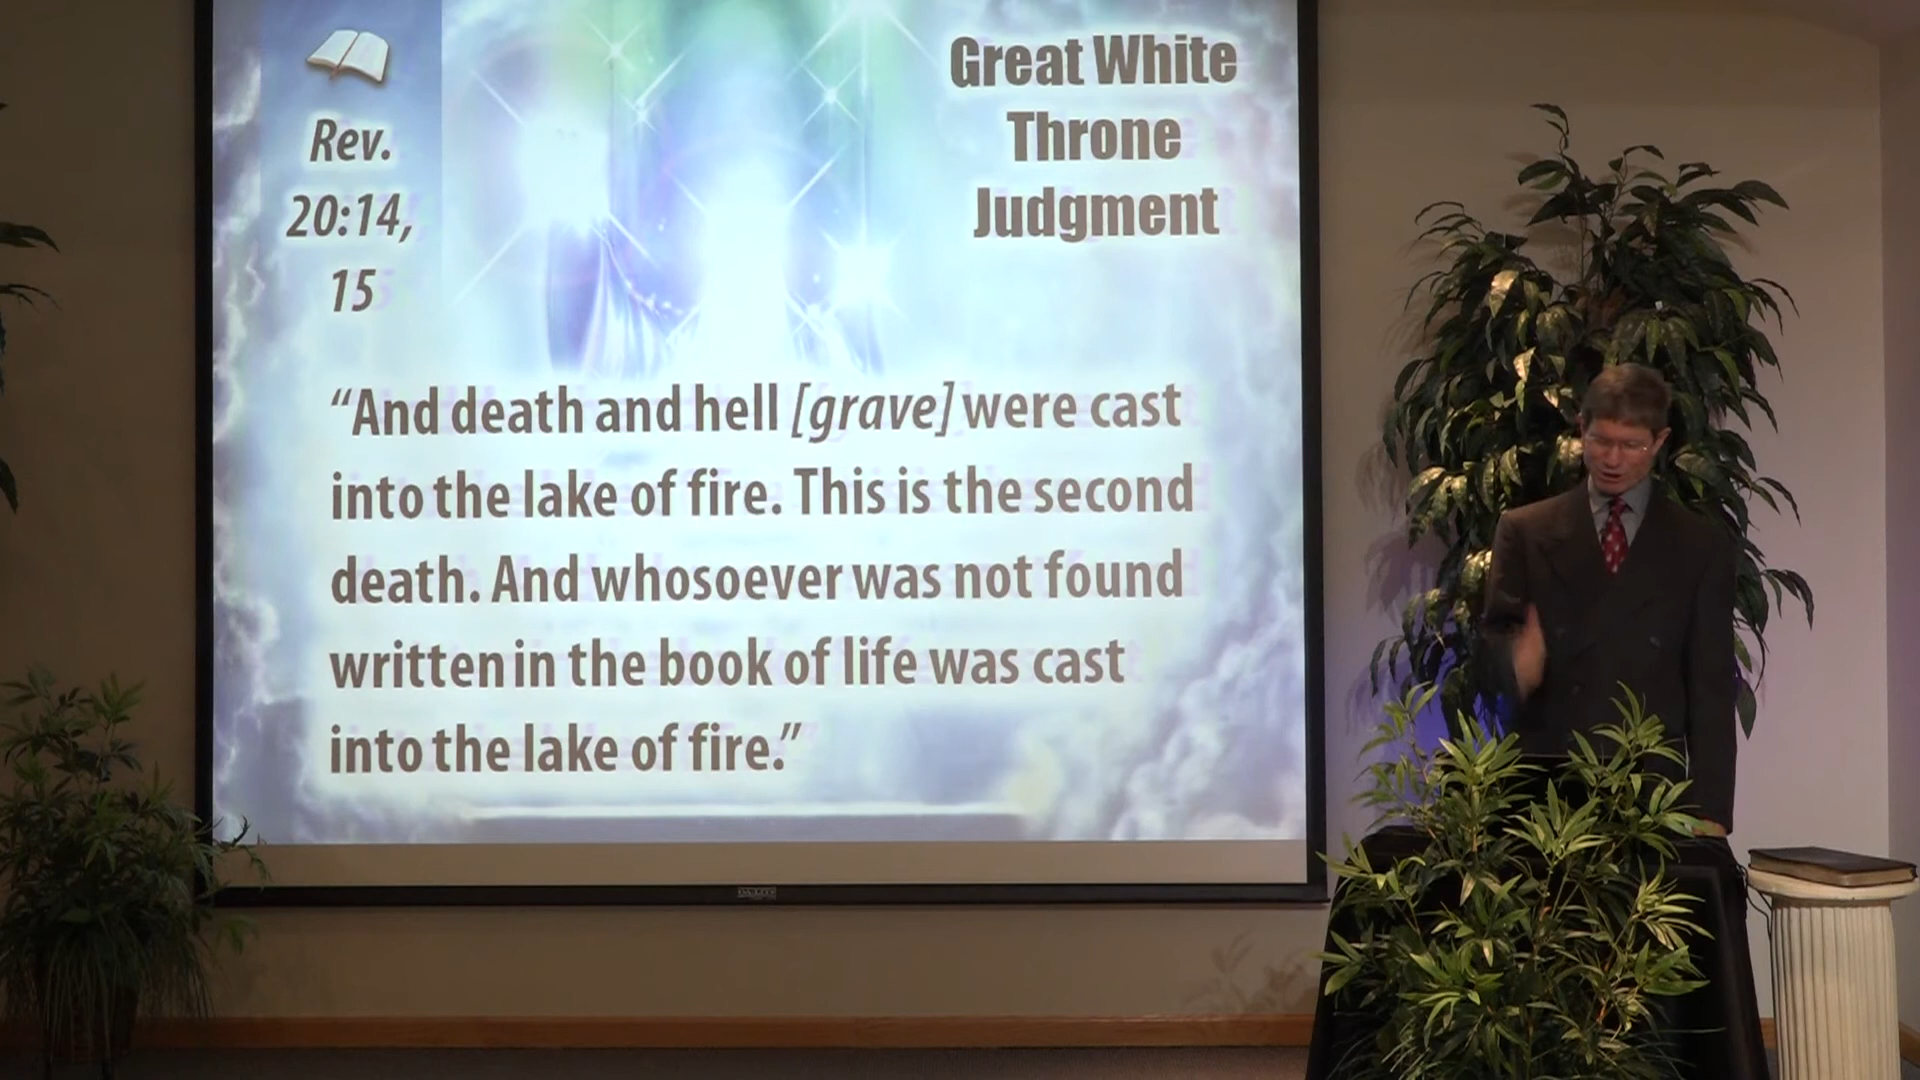 Rev.
20:14,
15
Great White
Throne
Judgment
“And death and hell [grave] were cast
into the lake of fire. This is the second
death. And whosoever was not found
written in the book of life was cast
into the lake of fire.”
DA-LITE